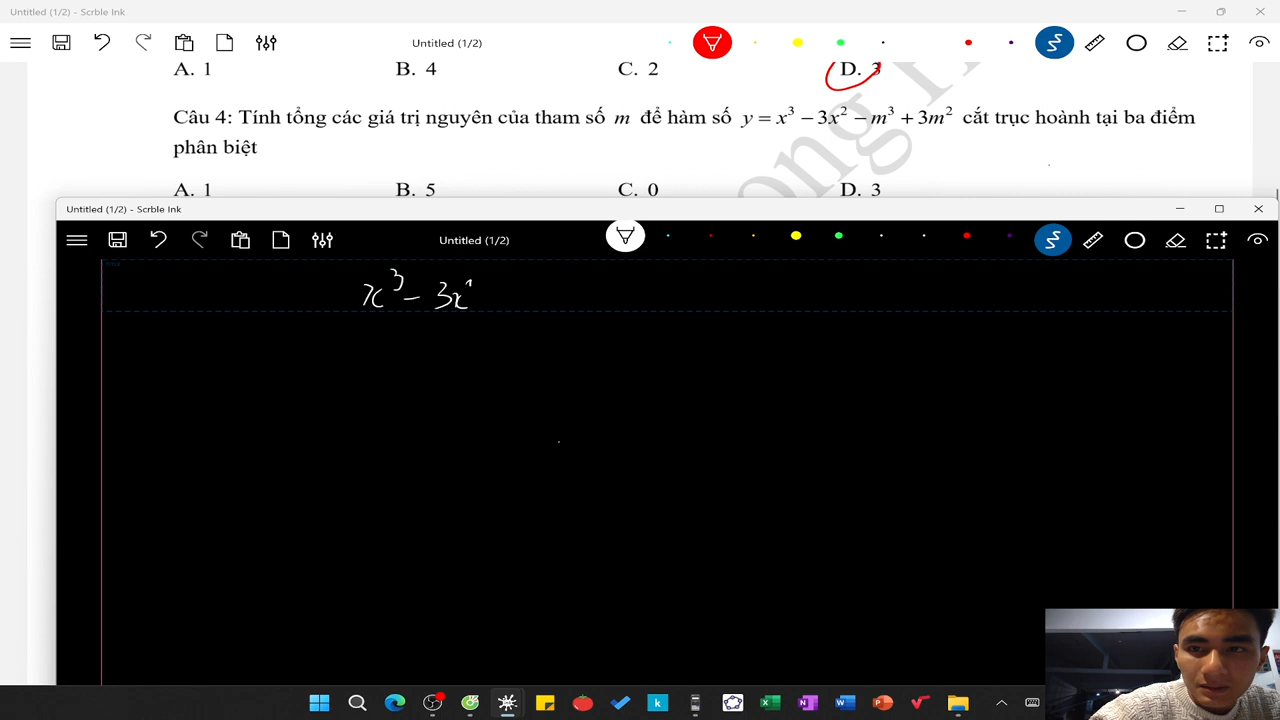 Untitled (1/2) - Scrble Ink
Untitled (1/2)
A. 1 B. 4 C. 2 D. 3
Câu 4: Tính tổng các giá trị nguyên của tham số m để hàm số y = x³ − 3x² − m³ + 3m² cắt trục hoành tại ba điểm
phân biệt
A. 1 B. 5 C. 0 D. 3
Untitled (1/2) - Scrble Ink
Untitled (1/2)
x³ − 3x